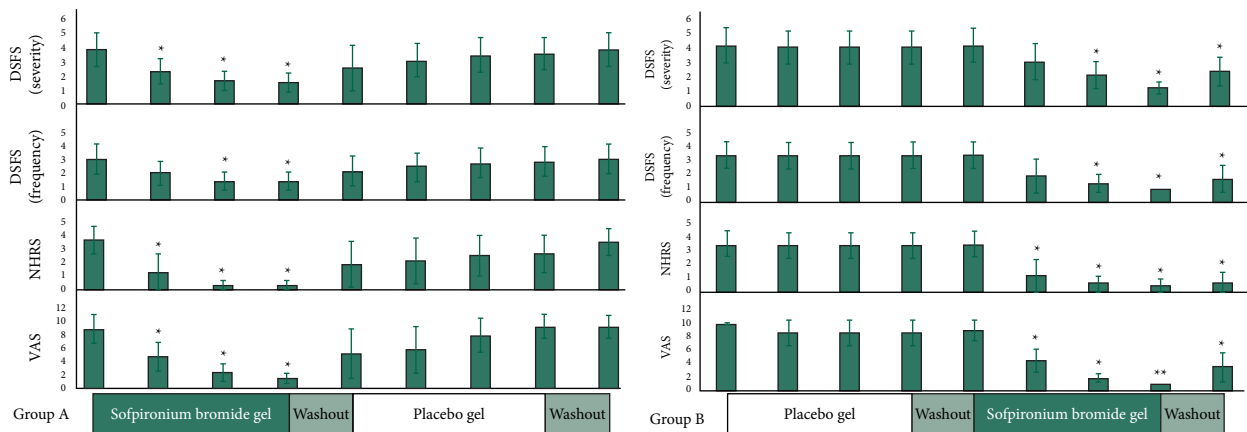 DSFS
(severity)
6
5
4
3
2
1
0
* * *
DSFS
(frequency)
5
4
3
2
1
0
* *
NHRS
5
4
3
2
1
0
* * *
VAS
12
10
8
6
4
2
0
* * *
Group A Sofpironium bromide gel Washout Placebo gel Washout
DSFS
(severity)
6
5
4
3
2
1
0
* * *
DSFS
(frequency)
5
4
3
2
1
0
* * *
NHRS
5
4
3
2
1
0
* * * *
VAS
12
10
8
6
4
2
0
* * ** *
Group B Placebo gel Washout Sofpironium bromide gel Washout